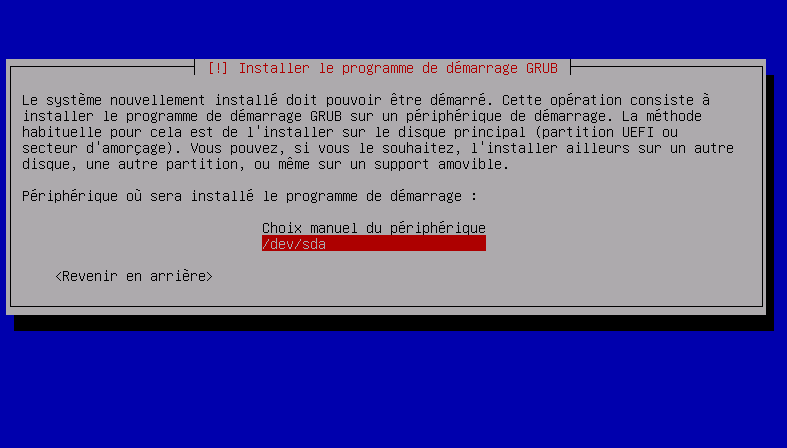 [!] Installer le programme de démarrage GRUB
Le système nouvellement installé doit pouvoir être démarré. Cette opération consiste à
installer le programme de démarrage GRUB sur un périphérique de démarrage. La méthode
habituelle pour cela est de l'installer sur le disque principal (partition UEFI ou
secteur d'amorçage). Vous pouvez, si vous le souhaitez, l'installer ailleurs sur un autre
disque, une autre partition, ou même sur un support amovible.
Périphérique où sera installé le programme de démarrage :
Choix manuel du périphérique
/dev/sda
<Revenir en arrière>